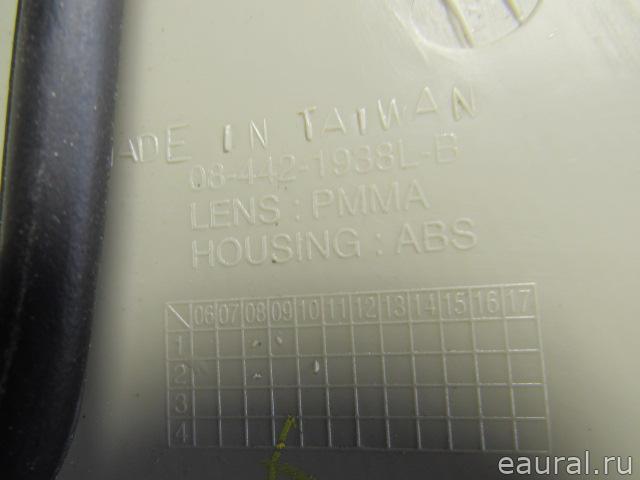 MADE IN TAIWAN
08-442-1938L-B
LENS : PMMA
HOUSING : ABS
06 07 08 09 10 11 12 13 14 15 16 17
1
2
3
4
eaural.ru